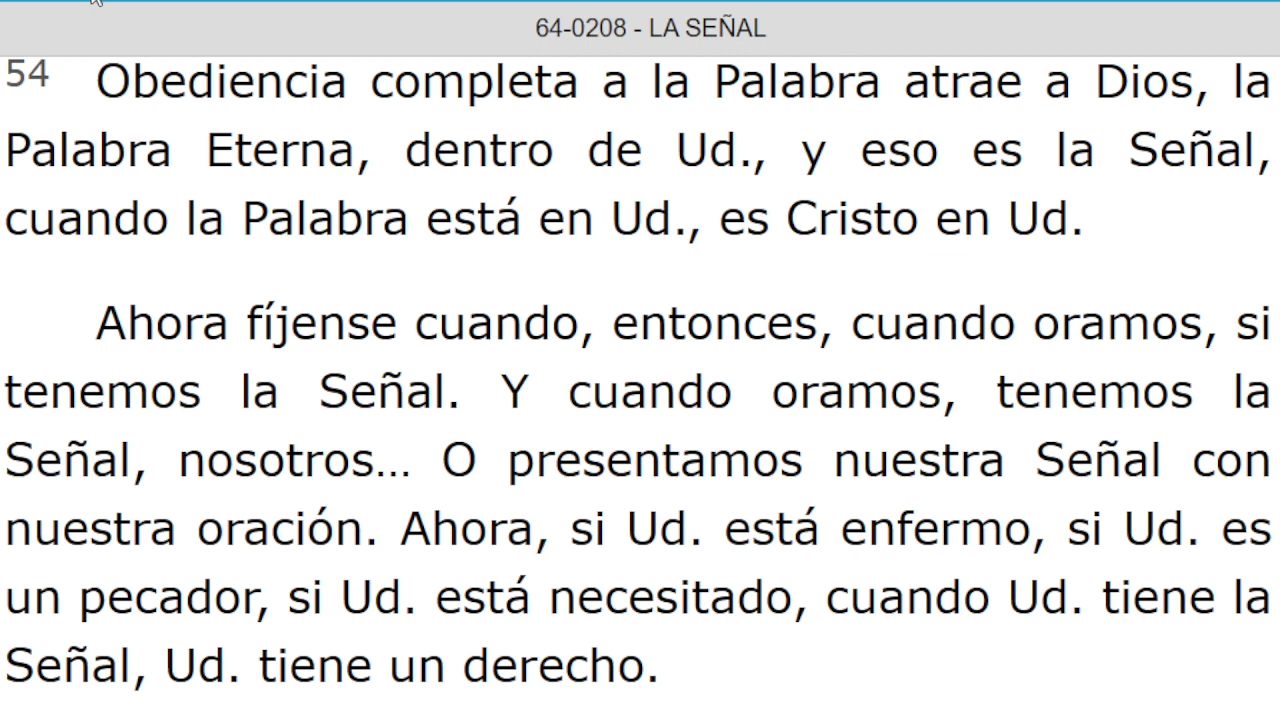 64-0208 - LA SEÑAL
54 Obediencia completa a la Palabra atrae a Dios, la
Palabra Eterna, dentro de Ud., y eso es la Señal,
cuando la Palabra está en Ud., es Cristo en Ud.
Ahora fíjense cuando, entonces, cuando oramos, si
tenemos la Señal. Y cuando oramos, tenemos la
Señal, nosotros... O presentamos nuestra Señal con
nuestra oración. Ahora, si Ud. está enfermo, si Ud. es
un pecador, si Ud. está necesitado, cuando Ud. tiene la
Señal, Ud. tiene un derecho.